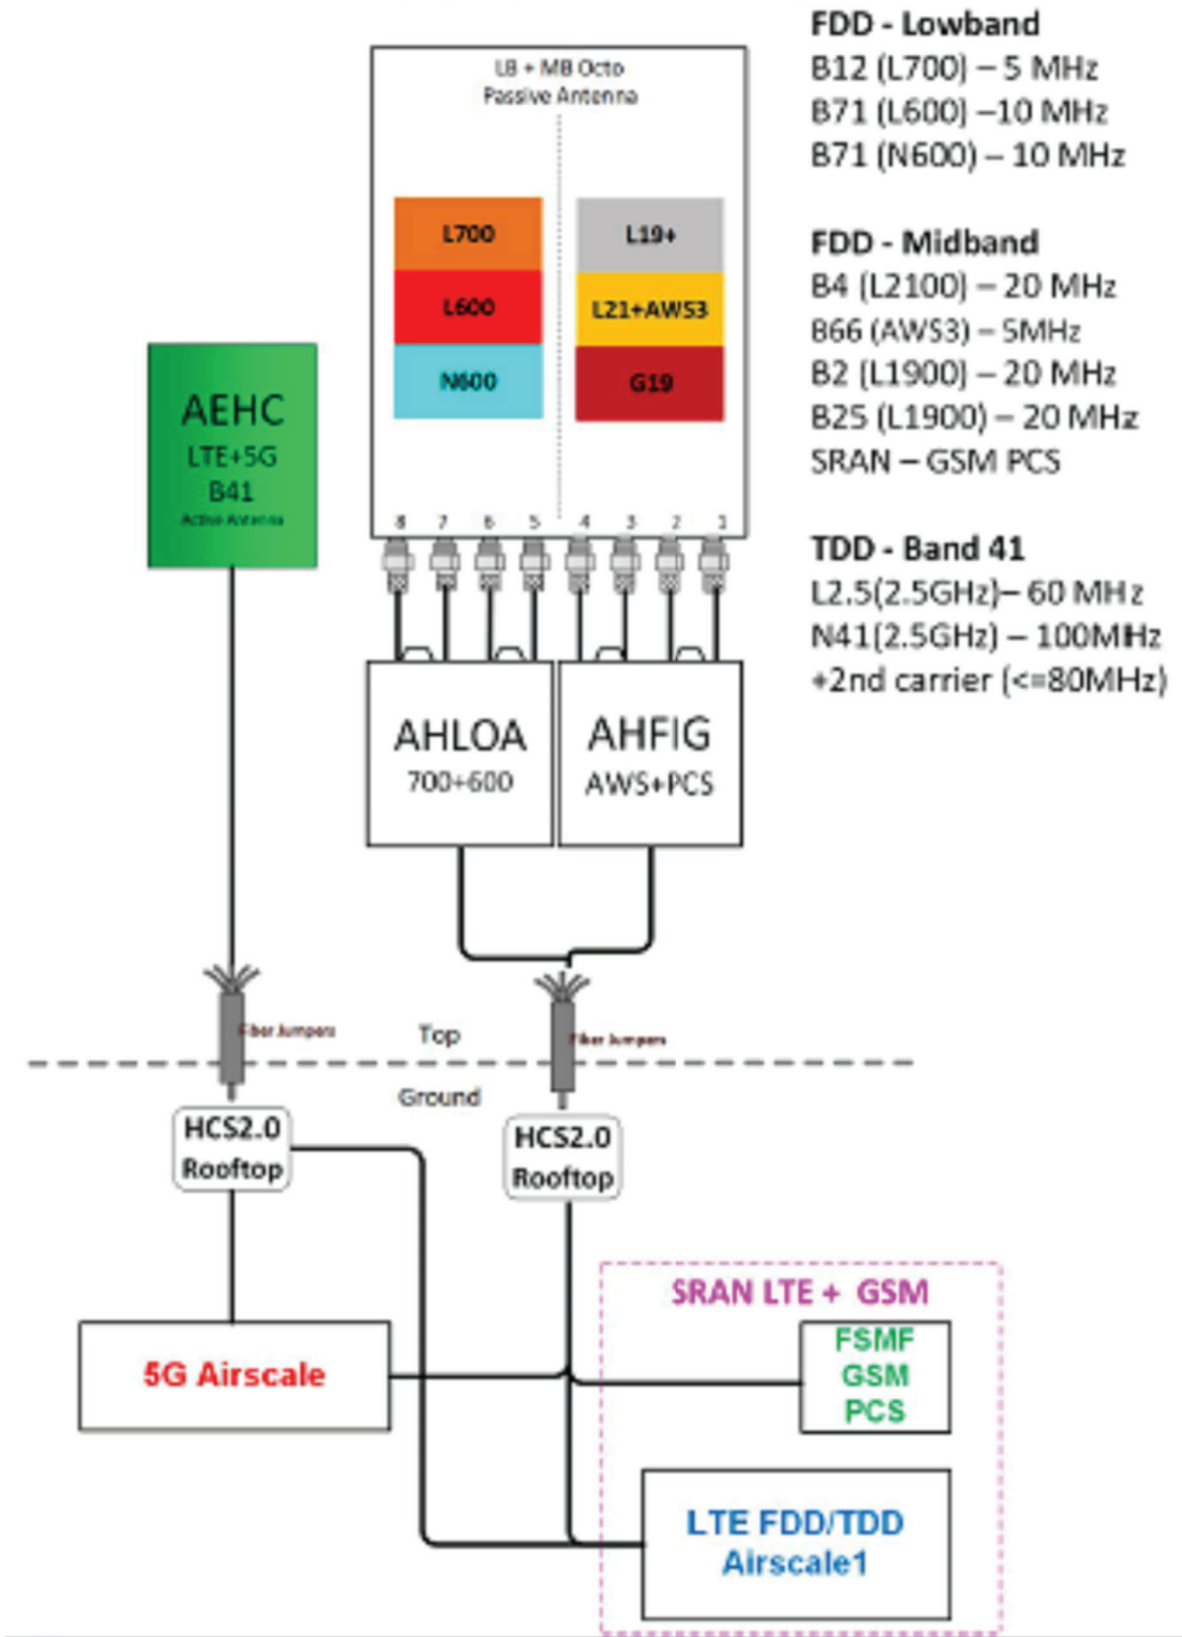 LB + MB Octo
Passive Antenna
L700
L600
N600
L19+
L21+AWS3
G19
8 7 6 5 4 3 2 1
AEHC
LTE+5G
B41
Active Antenna
AHLOA
700+600
AHFIG
AWS+PCS
FDD - Lowband
B12 (L700) – 5 MHz
B71 (L600) –10 MHz
B71 (N600) – 10 MHz
FDD - Midband
B4 (L2100) – 20 MHz
B66 (AWS3) – 5MHz
B2 (L1900) – 20 MHz
B25 (L1900) – 20 MHz
SRAN – GSM PCS
TDD - Band 41
L2.5(2.5GHz)– 60 MHz
N41(2.5GHz) – 100MHz
+2nd carrier (<=80MHz)
Fiber Jumpers
Top
Fiber Jumpers
Ground
HCS2.0
Rooftop
HCS2.0
Rooftop
5G Airscale
SRAN LTE + GSM
FSMF
GSM
PCS
LTE FDD/TDD
Airscale1